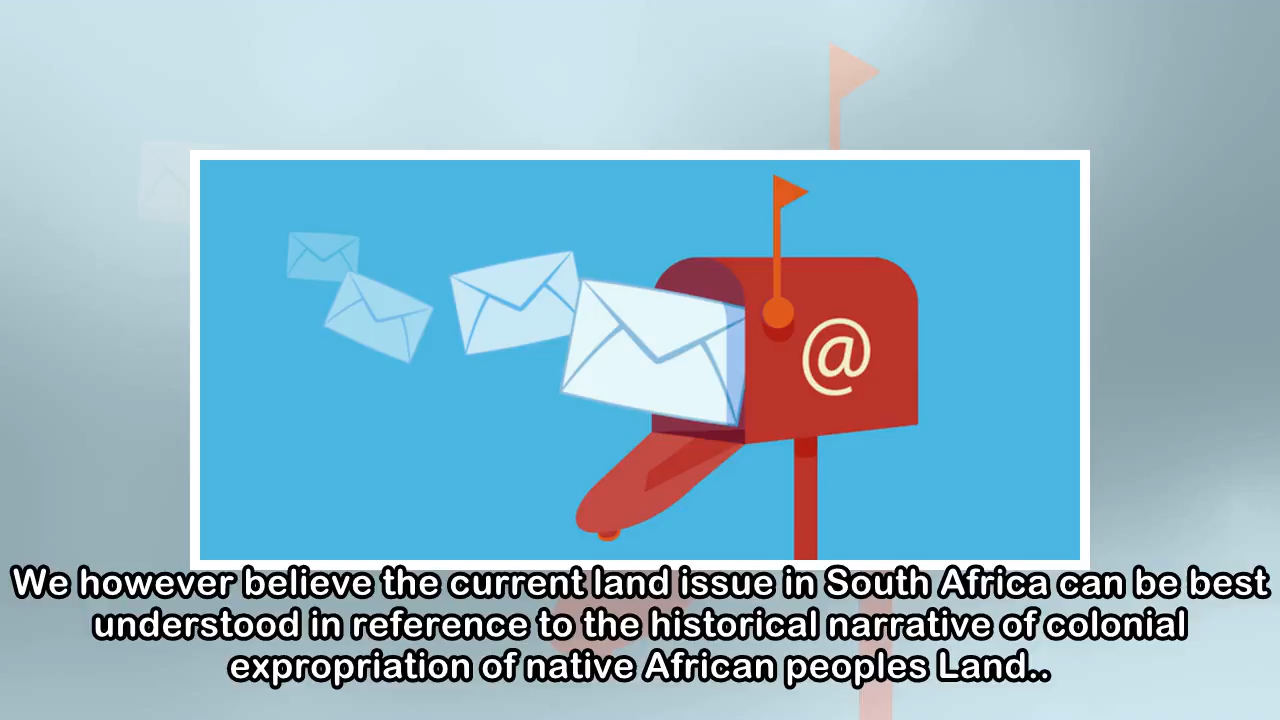 @
We however believe the current land issue in South Africa can be best
understood in reference to the historical narrative of colonial
expropriation of native African peoples Land..